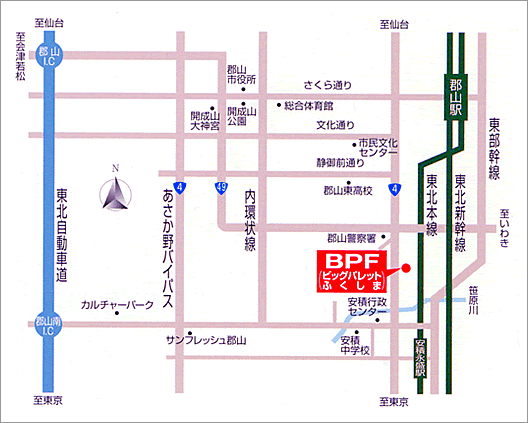 至仙台
至仙台
至会津若松
郡山
I.C
郡山
市役所
さくら通り
郡山駅
開成山
大神宮
開成山
公園
総合体育館
文化通り
市民文化
センター
東部幹線
静御前通り
N
4
49
郡山東高校
4
東北自動車道
あさか野バイパス
内環状線
東北本線
東北新幹線
至いわき
郡山警察署
BPF
(ビッグパレット)
ふくしま
笹原川
カルチャーパーク
安積行政
センター
郡山南
I.C
サンフレッシュ郡山
安積
中学校
安積永盛駅
至東京
至東京